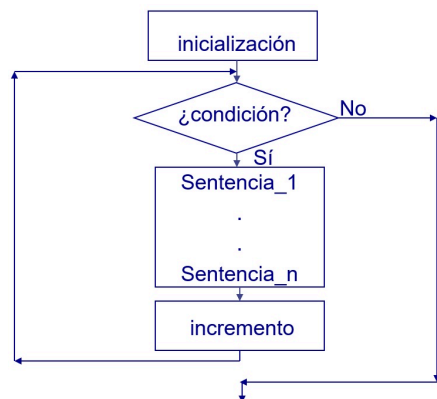 inicialización
¿condición?
No
Sí
Sentencia_1
.
.
Sentencia_n
incremento